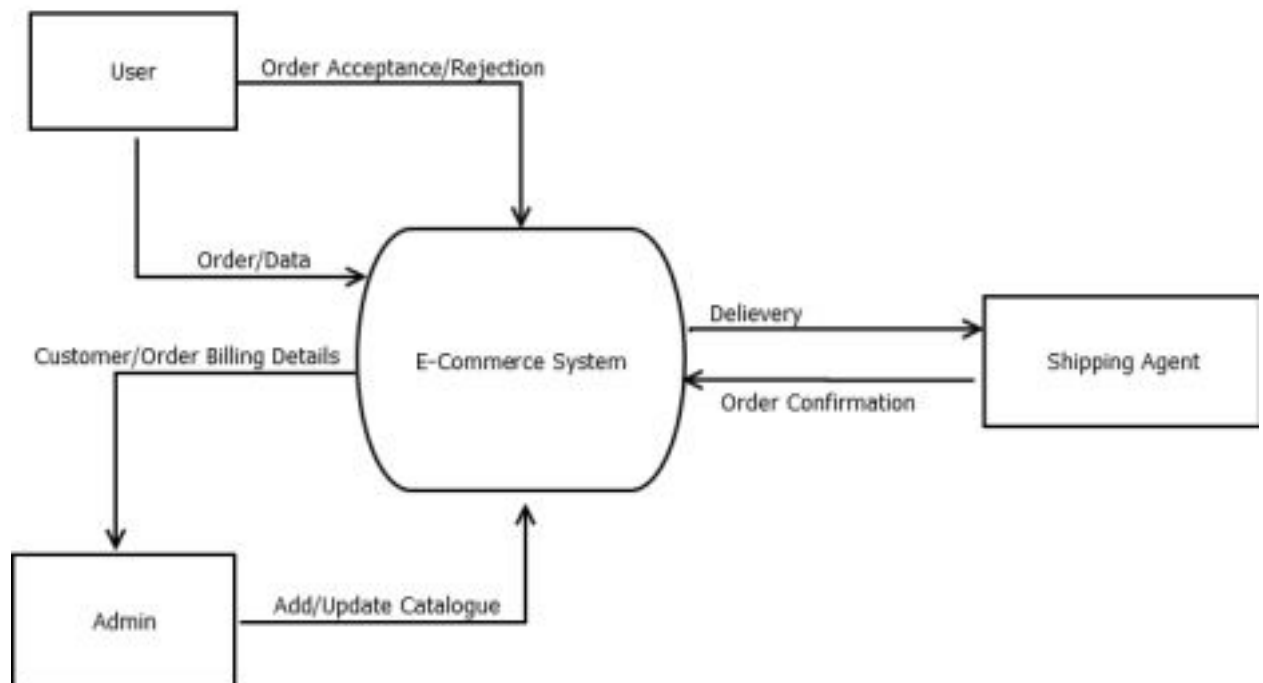 User
Order Acceptance/Rejection
Order/Data
Delievery
Customer/Order Billing Details
E-Commerce System
Shipping Agent
Order Confirmation
Add/Update Catalogue
Admin